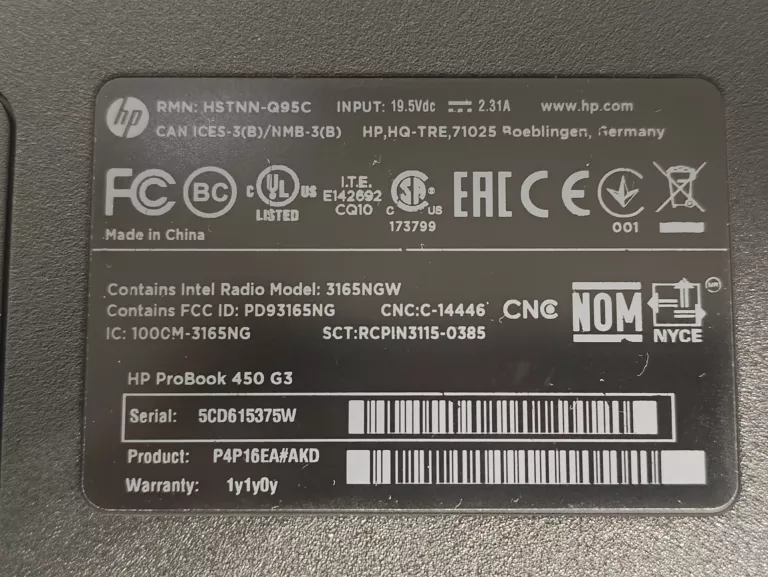 hp RMN: HSTNN-Q95C INPUT: 19.5Vdc 2.31A www.hp.com
CAN ICES-3(B)/NMB-3(B) HP,HQ-TRE,71025 Boeblingen, Germany
FC BC C UL US LISTED I.T.E. E142692 CQ10 C SA US 173799 EAC CE 001
Made in China
Contains Intel Radio Model: 3165NGW
Contains FCC ID: PD93165NG CNC:C-14446 CNC NOM NYCE
IC: 1000M-3165NG SCT:RCPIN3115-0385
HP ProBook 450 G3
Serial: 5CD615375W
Product: P4P16EA#AKD
Warranty: 1y1y0y